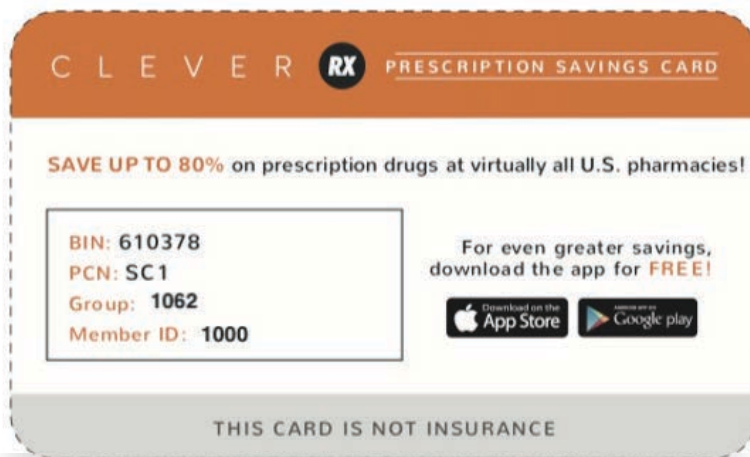 CLEVER RX PRESCRIPTION SAVINGS CARD
SAVE UP TO 80% on prescription drugs at virtually all U.S. pharmacies!
BIN: 610378
PCN: SC1
Group: 1062
Member ID: 1000
For even greater savings,
download the app for FREE!
Download on the
App Store
Google play
THIS CARD IS NOT INSURANCE